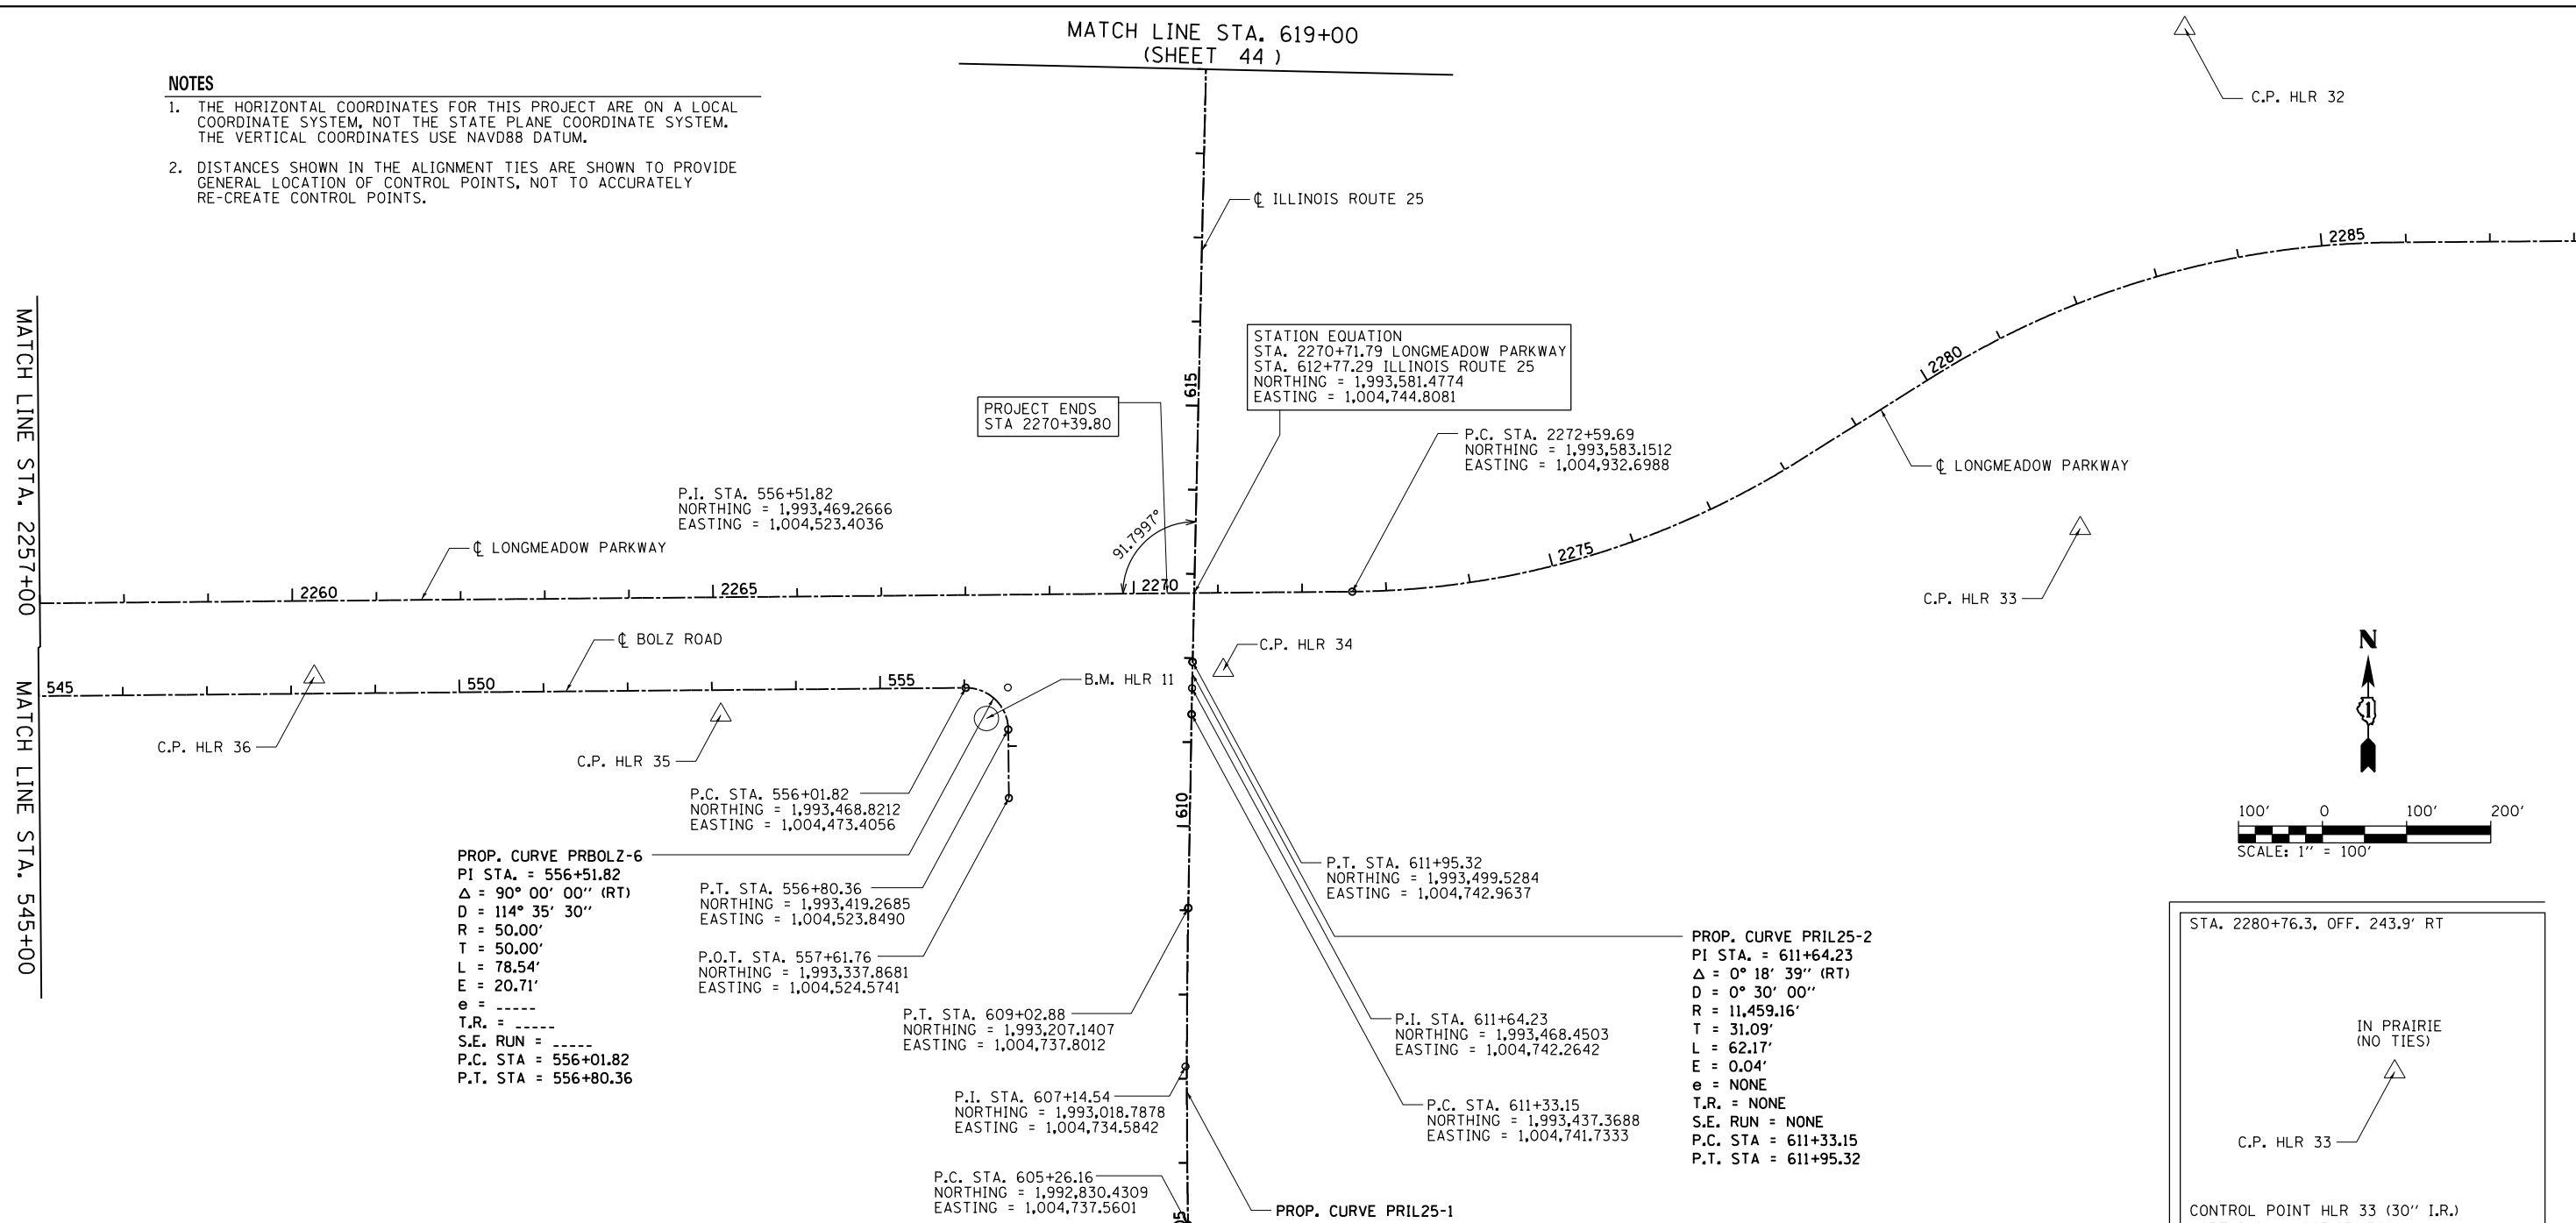 MATCH LINE STA. 619+00
(SHEET 44 )
NOTES
1. THE HORIZONTAL COORDINATES FOR THIS PROJECT ARE ON A LOCAL
COORDINATE SYSTEM, NOT THE STATE PLANE COORDINATE SYSTEM.
THE VERTICAL COORDINATES USE NAVD88 DATUM.
2. DISTANCES SHOWN IN THE ALIGNMENT TIES ARE SHOWN TO PROVIDE
GENERAL LOCATION OF CONTROL POINTS, NOT TO ACCURATELY
RE-CREATE CONTROL POINTS.
C.P. HLR 32
℄ ILLINOIS ROUTE 25
2285
MATCH LINE STA. 2257+00
MATCH LINE STA. 545+00
STATION EQUATION
STA. 2270+71.79 LONGMEADOW PARKWAY
STA. 612+77.29 ILLINOIS ROUTE 25
NORTHING = 1,993,581.4774
EASTING = 1,004,744.8081
2280
615
PROJECT ENDS
STA 2270+39.80
P.C. STA. 2272+59.69
NORTHING = 1,993,583.1512
EASTING = 1,004,932.6988
℄ LONGMEADOW PARKWAY
P.I. STA. 556+51.82
NORTHING = 1,993,469.2666
EASTING = 1,004,523.4036
91.7997°
℄ LONGMEADOW PARKWAY
2275
2260
2265
2270
C.P. HLR 33
℄ BOLZ ROAD
C.P. HLR 34
N
545
550
555
B.M. HLR 11
1
C.P. HLR 36
C.P. HLR 35
P.C. STA. 556+01.82
NORTHING = 1,993,468.8212
EASTING = 1,004,473.4056
610
100' 0 100' 200'
SCALE: 1" = 100'
PROP. CURVE PRBOLZ-6
PI STA. = 556+51.82
Δ = 90° 00' 00" (RT)
D = 114° 35' 30"
R = 50.00'
T = 50.00'
L = 78.54'
E = 20.71'
e = -----
T.R. = -----
S.E. RUN = -----
P.C. STA = 556+01.82
P.T. STA = 556+80.36
P.T. STA. 556+80.36
NORTHING = 1,993,419.2685
EASTING = 1,004,523.8490
P.O.T. STA. 557+61.76
NORTHING = 1,993,337.8681
EASTING = 1,004,524.5741
P.T. STA. 611+95.32
NORTHING = 1,993,499.5284
EASTING = 1,004,742.9637
PROP. CURVE PRIL25-2
PI STA. = 611+64.23
Δ = 0° 18' 39" (RT)
D = 0° 30' 00"
R = 11,459.16'
T = 31.09'
L = 62.17'
E = 0.04'
e = NONE
T.R. = NONE
S.E. RUN = NONE
P.C. STA = 611+33.15
P.T. STA = 611+95.32
P.T. STA. 609+02.88
NORTHING = 1,993,207.1407
EASTING = 1,004,737.8012
P.I. STA. 611+64.23
NORTHING = 1,993,468.4503
EASTING = 1,004,742.2642
P.I. STA. 607+14.54
NORTHING = 1,993,018.7878
EASTING = 1,004,734.5842
P.C. STA. 611+33.15
NORTHING = 1,993,437.3688
EASTING = 1,004,741.7333
P.C. STA. 605+26.16
NORTHING = 1,992,830.4309
EASTING = 1,004,737.5601
PROP. CURVE PRIL25-1
STA. 2280+76.3, OFF. 243.9' RT
IN PRAIRIE
(NO TIES)
C.P. HLR 33
CONTROL POINT HLR 33 (30" I.R.)